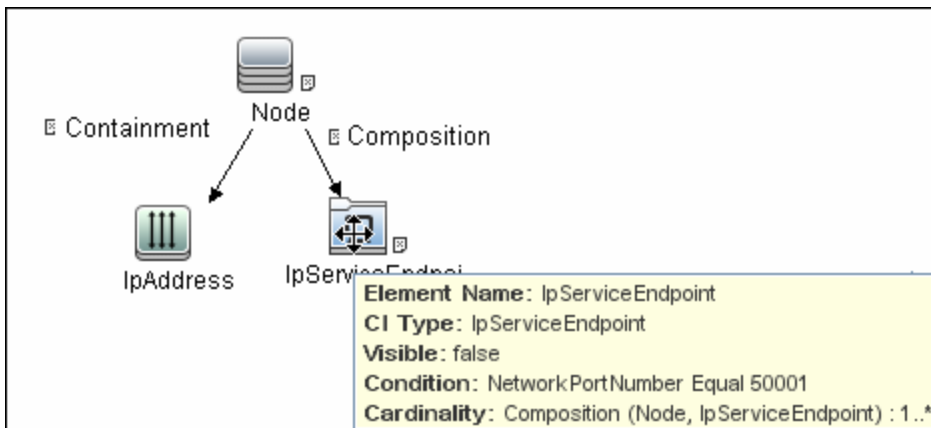 Node
Containment
Composition
IpAddress
IpServiceEndpoi
Element Name: IpServiceEndpoint
CI Type: IpServiceEndpoint
Visible: false
Condition: NetworkPortNumber Equal 50001
Cardinality: Composition (Node, IpServiceEndpoint) : 1..*